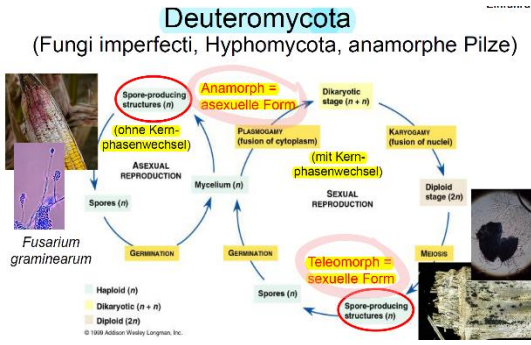 Deuteromycota
(Fungi imperfecti, Hyphomycota, anamorphe Pilze)
Spore-producing
structures (n)
Anamorph =
asexuelle Form
Dikaryotic
stage (n + n)
(ohne Kern-
phasenwechsel)
PLASMOGAMY
(fusion of cytoplasm)
KARYOGAMY
(fusion of nuclei)
ASEXUAL
REPRODUCTION
(mit Kern-
phasenwechsel)
Mycelium (n)
SEXUAL
REPRODUCTION
Diploid
stage (2n)
Spores (n)
Fusarium
graminearum
GERMINATION
GERMINATION
MEIOSIS
Teleomorph =
sexuelle Form
Spores (n)
Spore-producing
structures (n)
Haploid (n)
Dikaryotic (n + n)
Diploid (2n)
© 1999 Addison Wesley Longman, Inc.